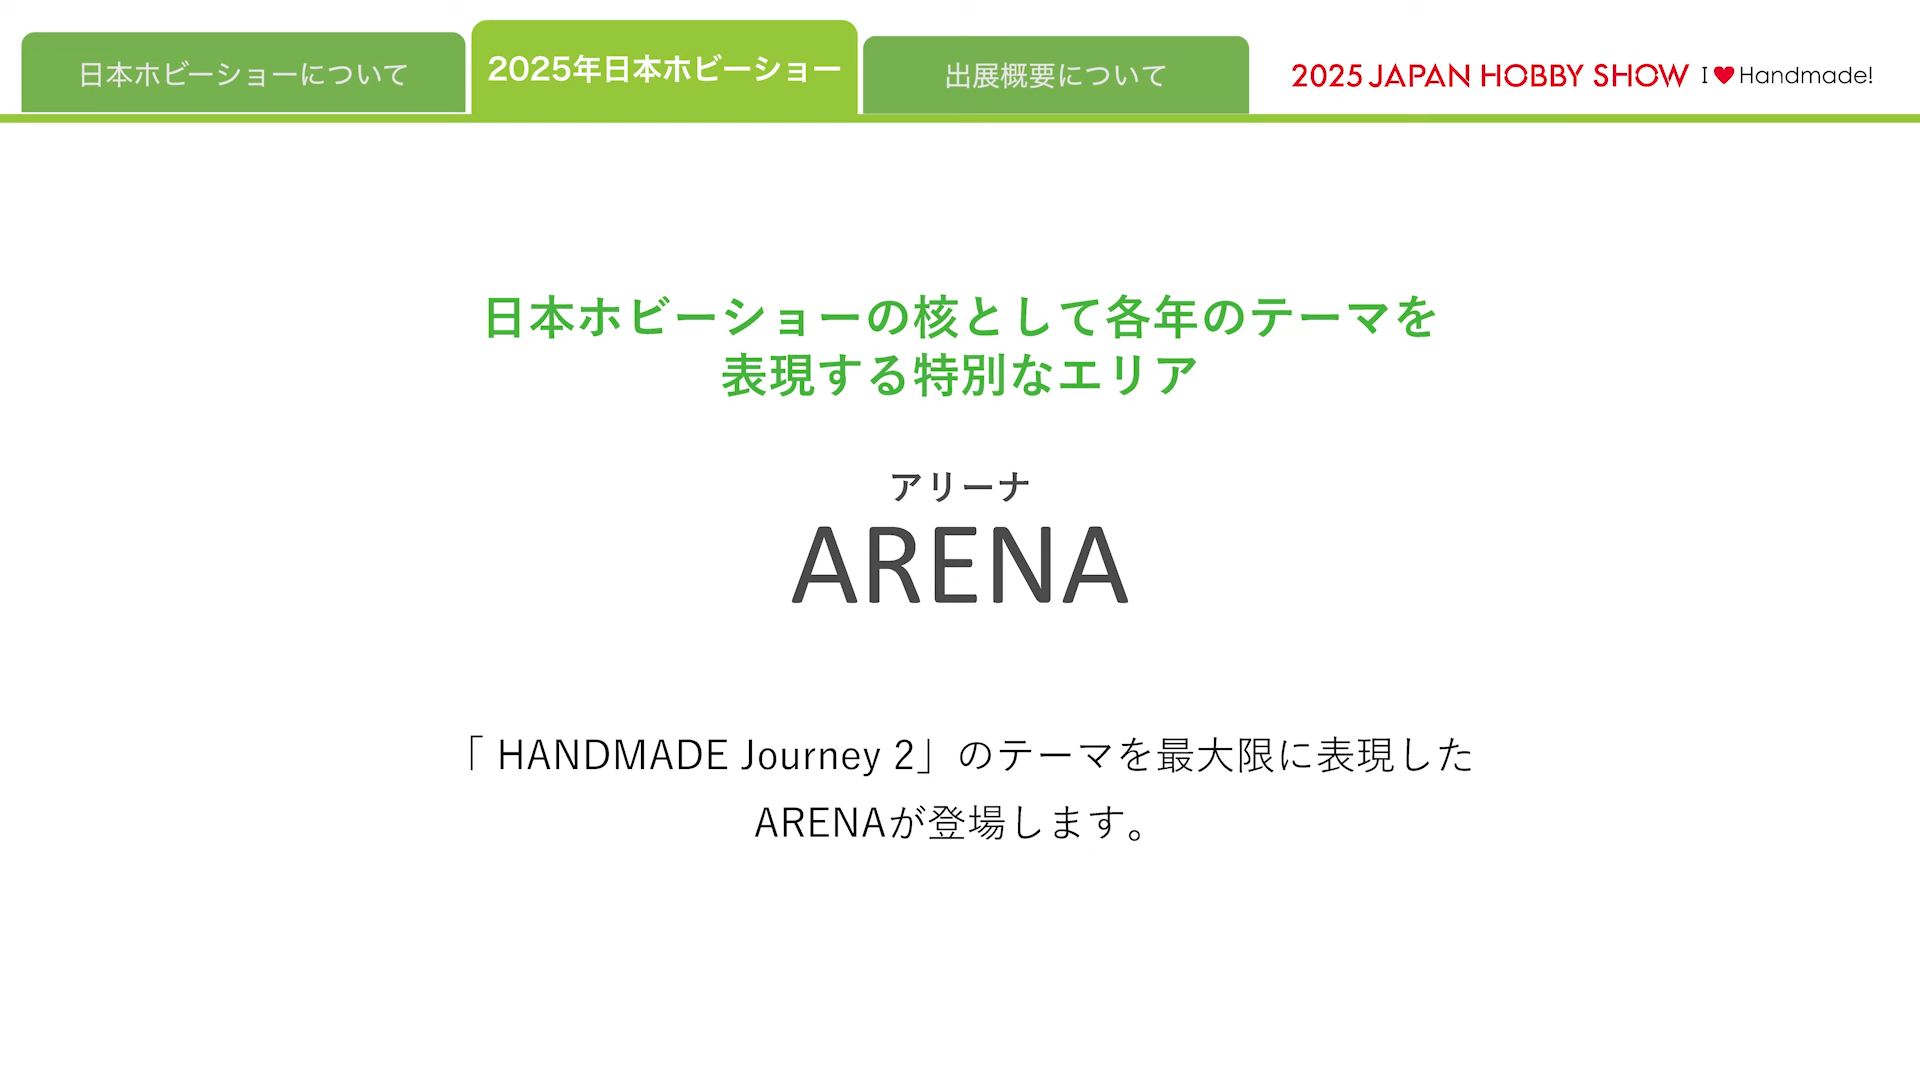 日本ホビーショーについて
2025年日本ホビーショー
出展概要について
2025 JAPAN HOBBY SHOW I♥Handmade!
日本ホビーショーの核として各年のテーマを
表現する特別なエリア
アリーナ
ARENA
「 HANDMADE Journey 2」のテーマを最大限に表現した
ARENAが登場します。